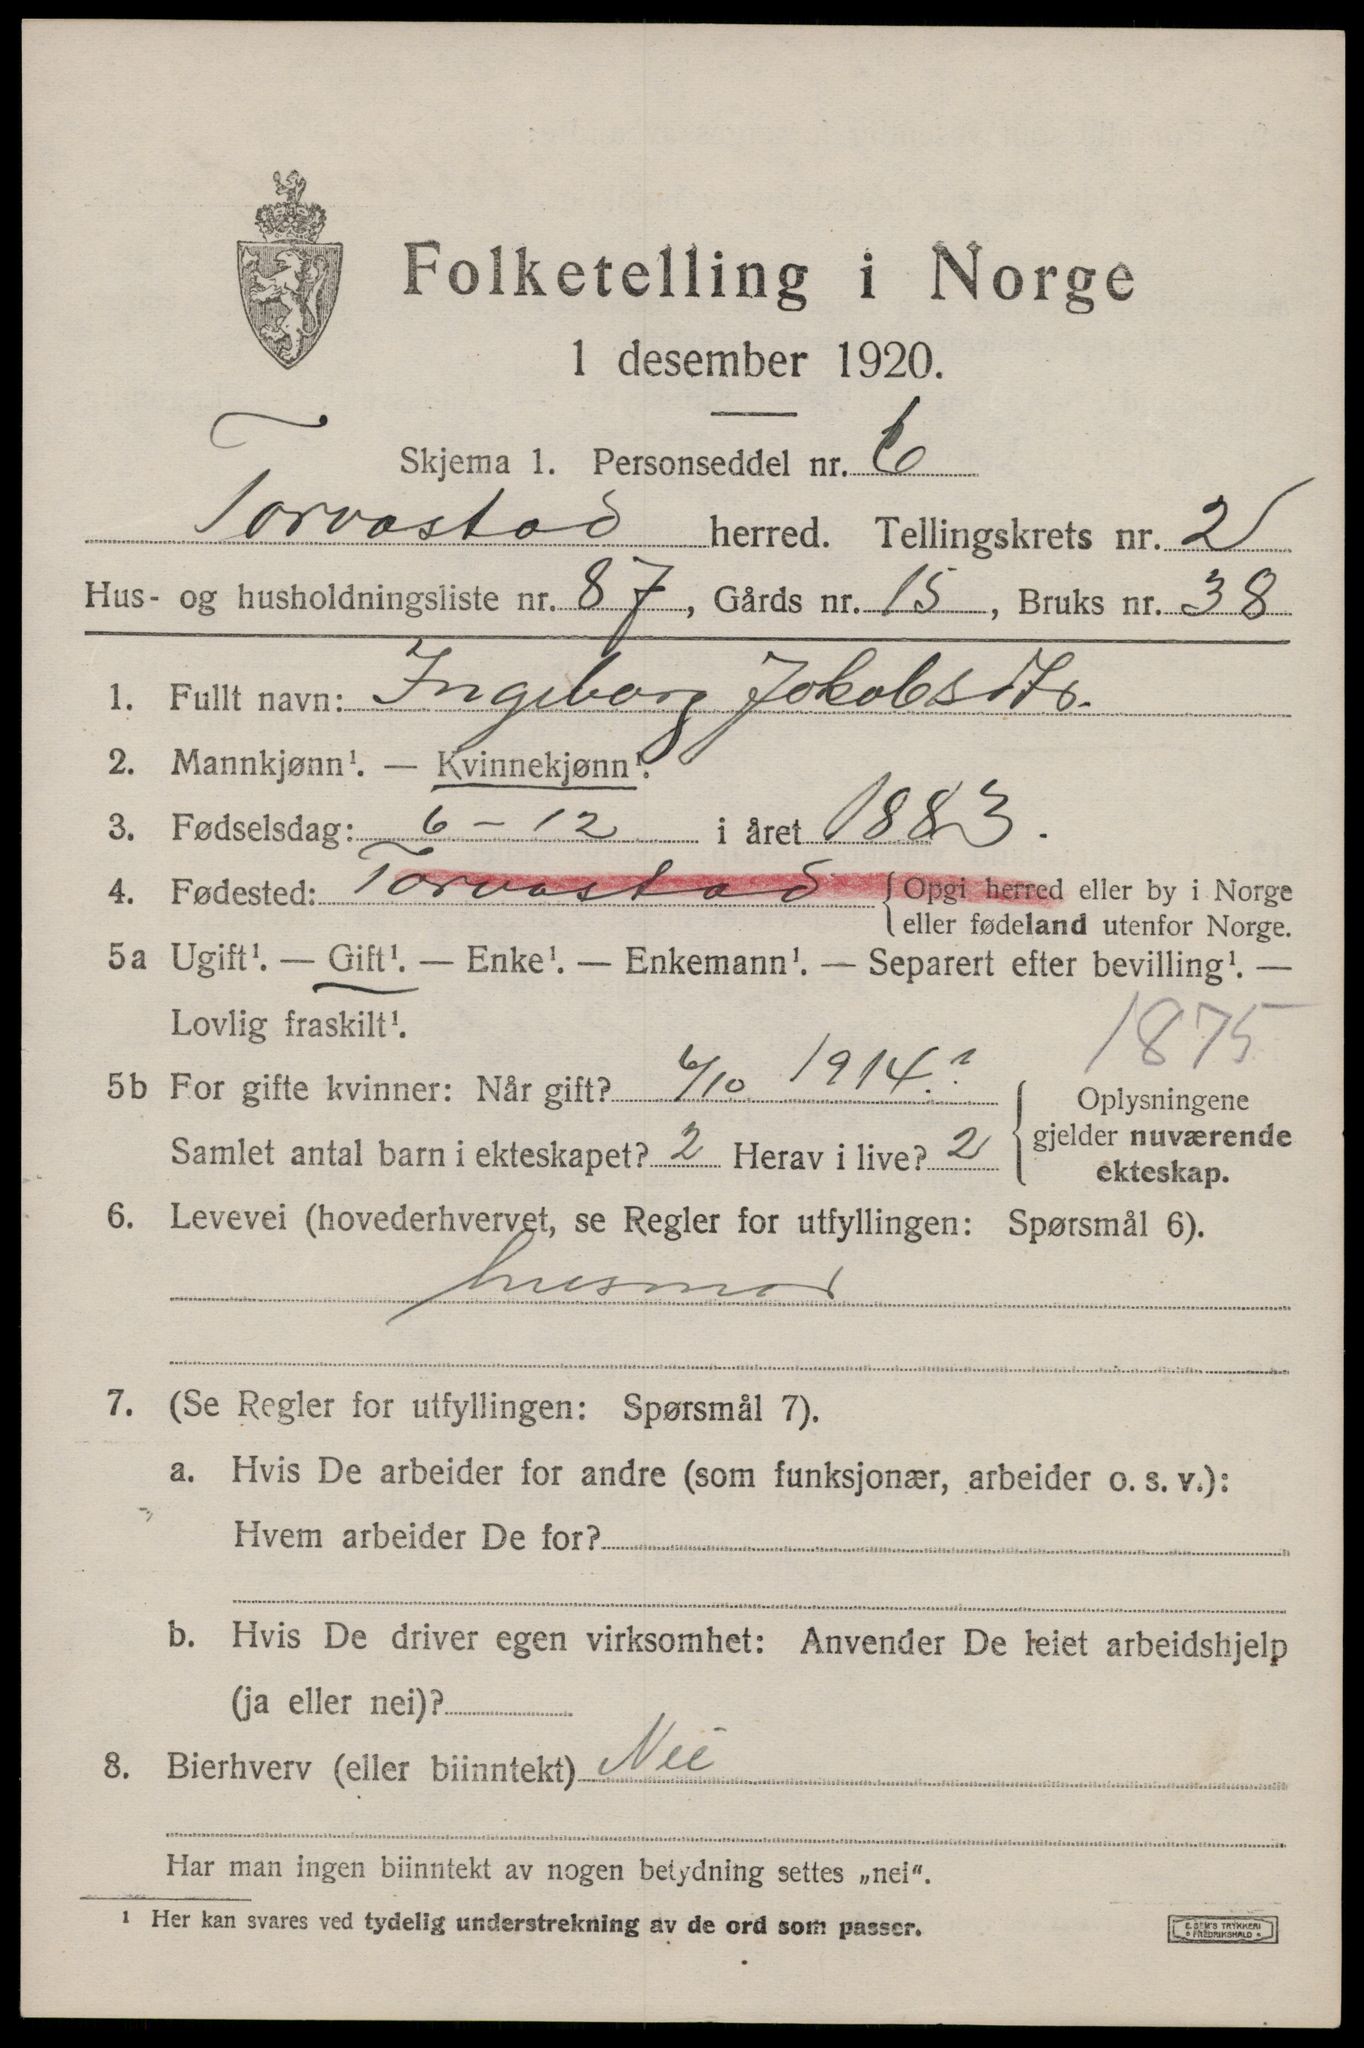 Folketelling i Norge
1 desember 1920.
Skjema 1. Personseddel nr. 6
Torvastad herred. Tellingskrets nr. 2
Hus- og husholdningsliste nr. 87, Gårds nr. 15, Bruks nr. 38
1. Fullt navn: Ingeborg Jokobsdtr.
2. Mannkjønn¹. — Kvinnekjønn¹.
3. Fødselsdag: 6 - 12 i året 1883.
4. Fødested: Torvastad {Opgi herred eller by i Norge
eller fødeland utenfor Norge.
5a Ugift¹. — Gift¹. — Enke¹. — Enkemann¹. — Separert efter bevilling¹. —
Lovlig fraskilt¹.
1875
5b For gifte kvinner: Når gift? 6/10 1914.
Samlet antal barn i ekteskapet? 2 Herav i live? 2
Oplysningene
gjelder nuværende
ekteskap.
6. Levevei (hovederhvervet, se Regler for utfyllingen: Spørsmål 6).
husmor
7. (Se Regler for utfyllingen: Spørsmål 7).
a. Hvis De arbeider for andre (som funksjonær, arbeider o. s. v.):
Hvem arbeider De for?
b. Hvis De driver egen virksomhet: Anvender De leiet arbeidshjelp
(ja eller nei)?
8. Bierhverv (eller biinntekt) Nei
Har man ingen biinntekt av nogen betydning settes „nei“.
¹ Her kan svares ved tydelig understrekning av de ord som passer.
E. SEM'S TRYKKERI
FREDRIKSHALD